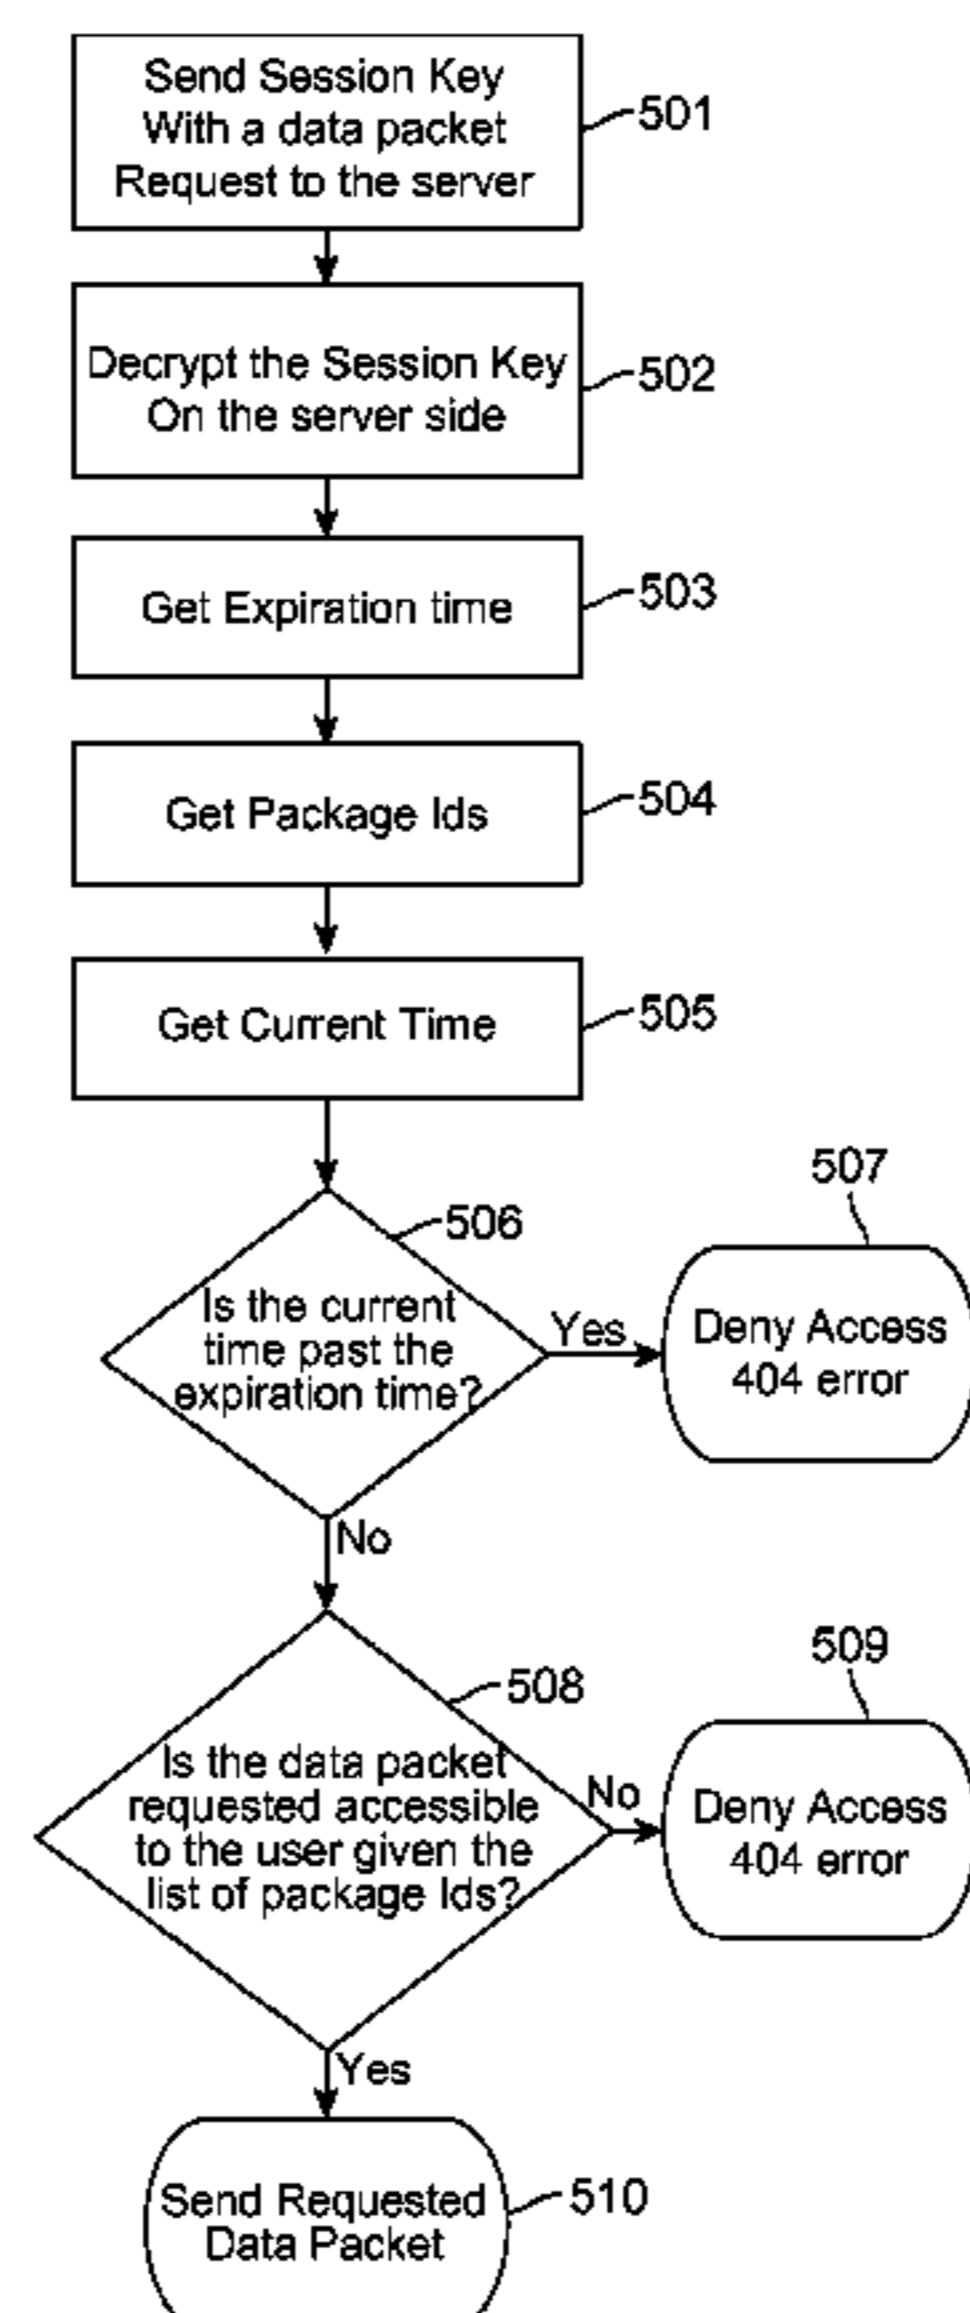 Send Session Key
With a data packet
Request to the server
501
Decrypt the Session Key
On the server side
502
Get Expiration time
503
Get Package Ids
504
Get Current Time
505
506
Is the current
time past the
expiration time?
Yes
507
Deny Access
404 error
No
508
Is the data packet
requested accessible
to the user given the
list of package Ids?
No
509
Deny Access
404 error
Yes
Send Requested
Data Packet
510